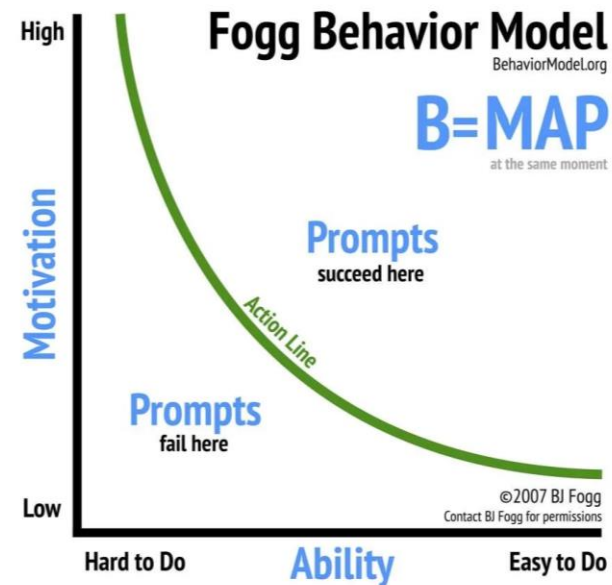 Fogg Behavior Model
BehaviorModel.org
B=MAP
at the same moment
High
Motivation
Low
Prompts
succeed here
Action Line
Prompts
fail here
©2007 BJ Fogg
Contact BJ Fogg for permissions
Hard to Do
Ability
Easy to Do